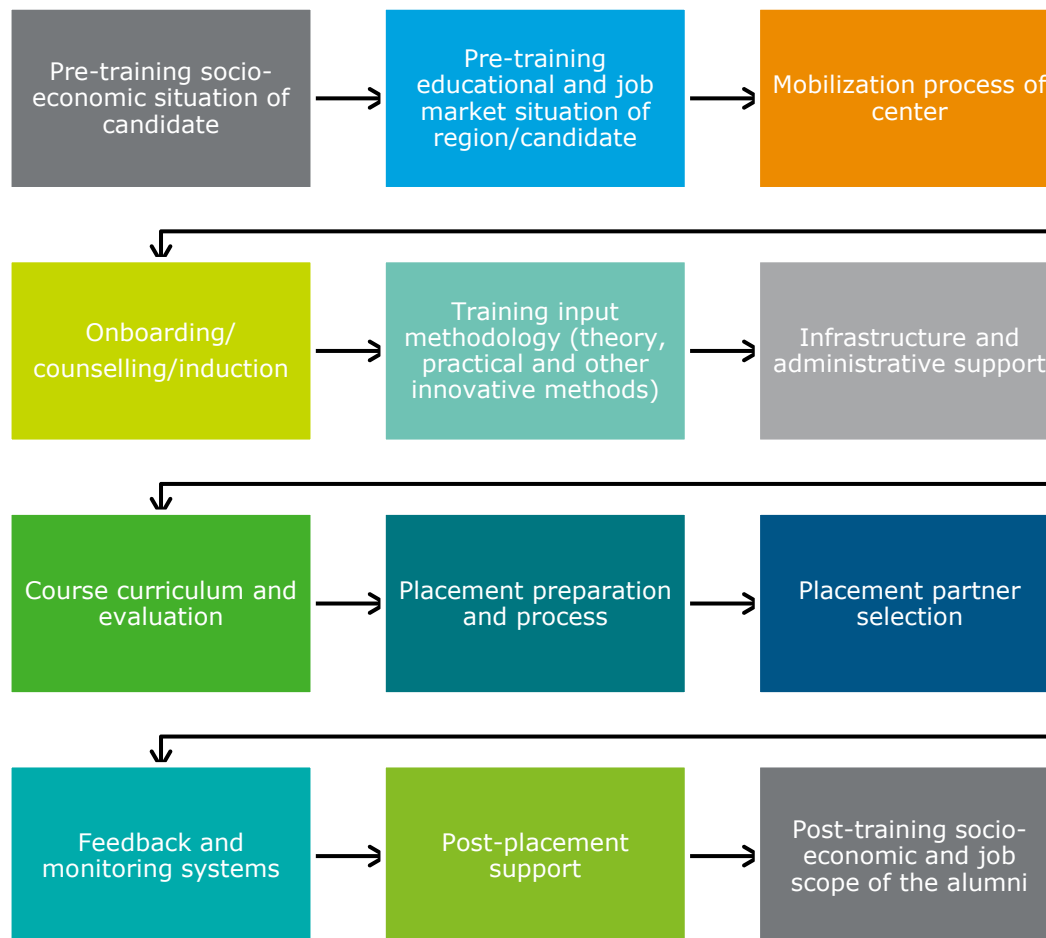 Pre-training socio-
economic situation of
candidate
Pre-training
educational and job
market situation of
region/candidate
Mobilization process of
center
Onboarding/
counselling/induction
Training input
methodology (theory,
practical and other
innovative methods)
Infrastructure and
administrative support
Course curriculum and
evaluation
Placement preparation
and process
Placement partner
selection
Feedback and
monitoring systems
Post-placement
support
Post-training socio-
economic and job
scope of the alumni